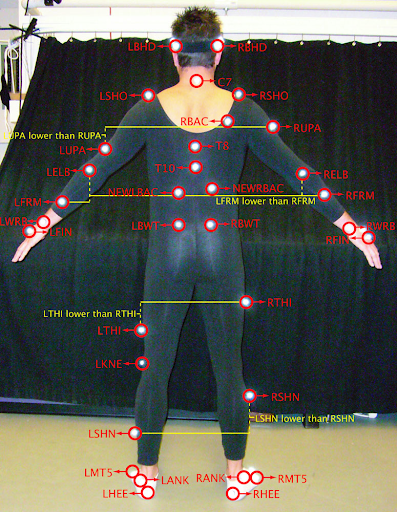 LBHD RBHD
C7
LSHO RSHO
RBAC
RUPA
LUPA lower than RUPA
LUPA T8
T10
LELB RELB
NEWLBAC NEWRBAC
LFRM RFRM
LFRM lower than RFRM
LWRB RWRB
LFIN RFIN
LBWT RBWT
RTHI
LTHI lower than RTHI
LTHI
LKNE
RSHN
LSHN lower than RSHN
LSHN
LMT5 LANK RANK RMT5
LHEE RHEE